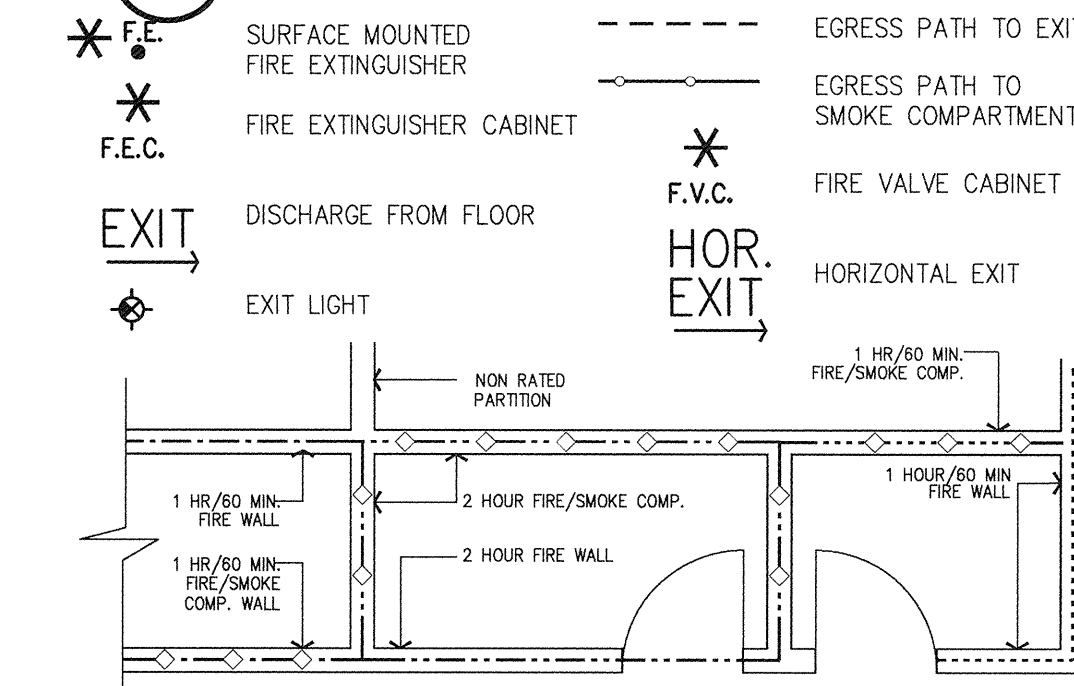 F.E.
SURFACE MOUNTED
FIRE EXTINGUISHER
F.E.C.
FIRE EXTINGUISHER CABINET
EXIT
DISCHARGE FROM FLOOR
EXIT LIGHT
EGRESS PATH TO EXIT
EGRESS PATH TO
SMOKE COMPARTMENT
F.V.C.
FIRE VALVE CABINET
HOR.
EXIT
HORIZONTAL EXIT
NON RATED
PARTITION
1 HR/60 MIN.
FIRE/SMOKE COMP.
1 HR/60 MIN.
FIRE WALL
2 HOUR FIRE/SMOKE COMP.
1 HOUR/60 MIN
FIRE WALL
1 HR/60 MIN.
FIRE/SMOKE
COMP. WALL
2 HOUR FIRE WALL